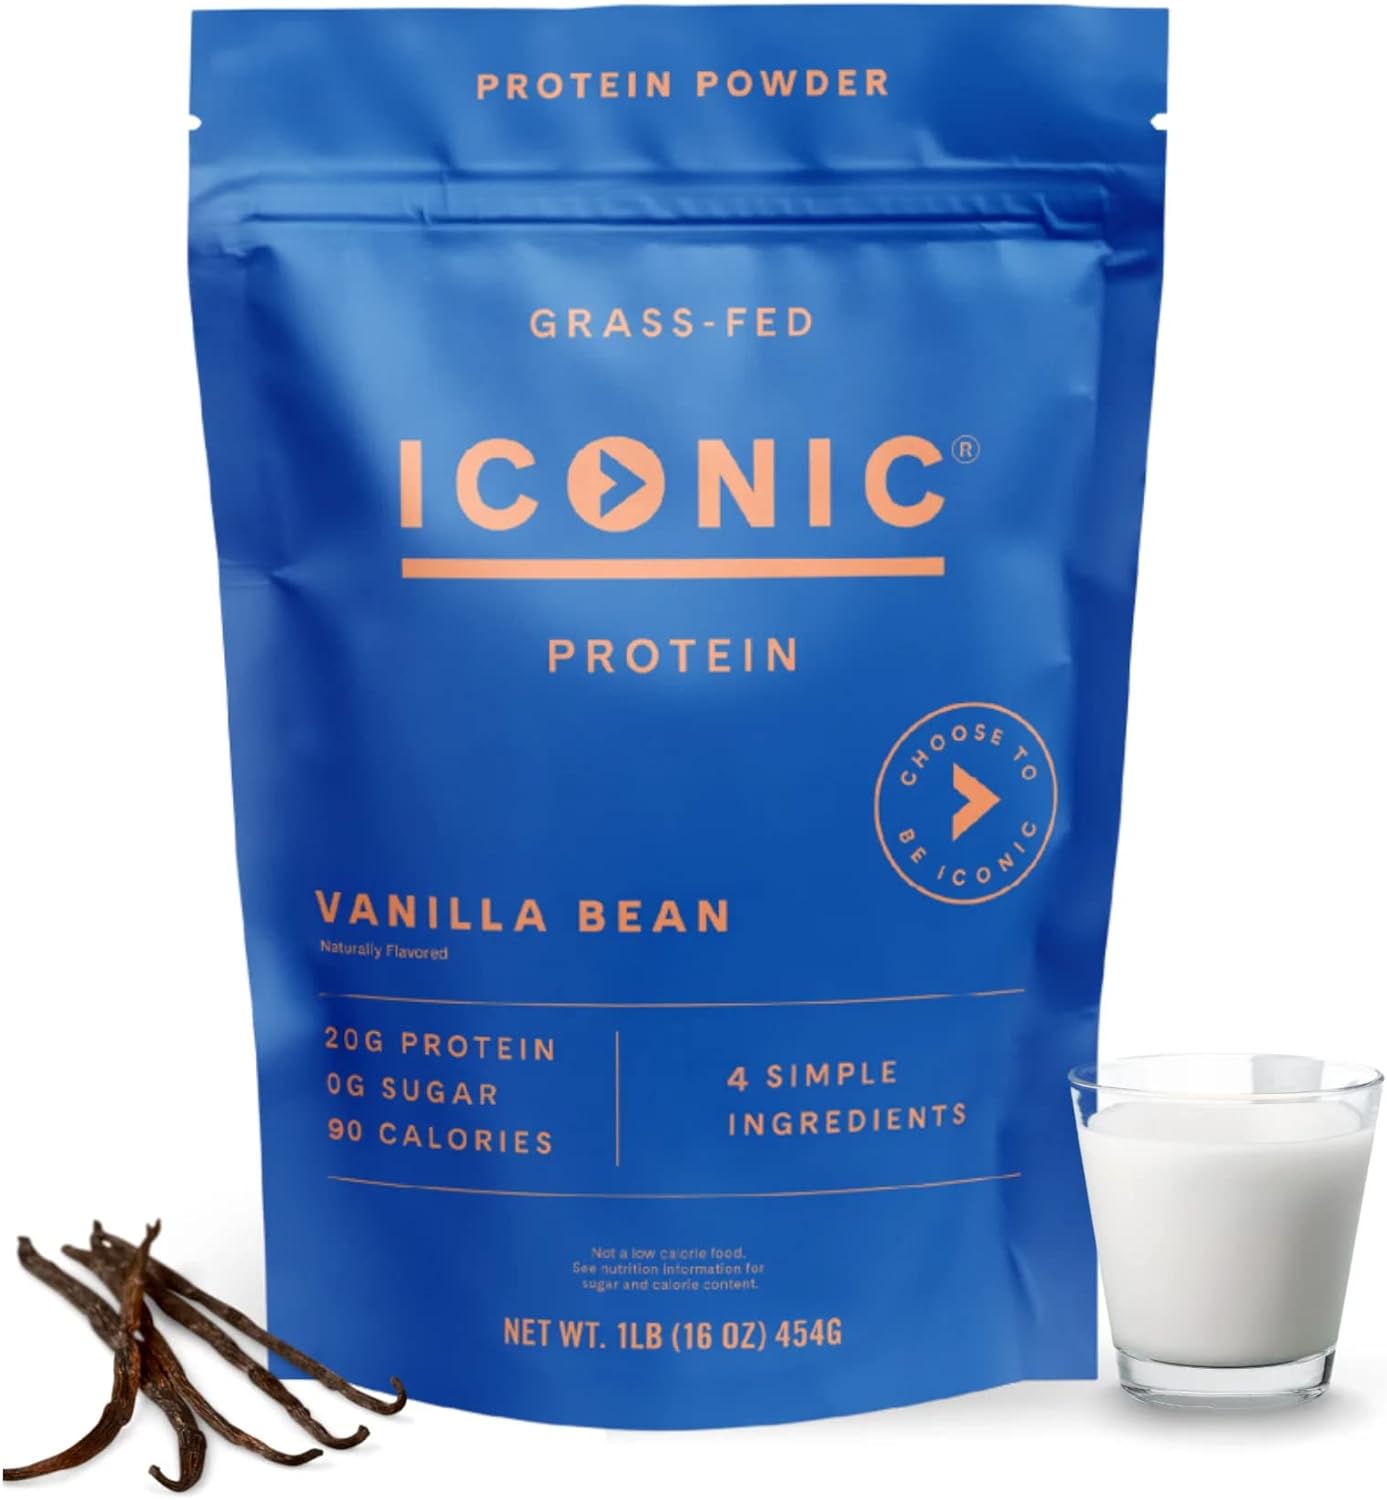 PROTEIN POWDER
GRASS-FED
ICONIC®
PROTEIN
CHOOSE TO
BE ICONIC
VANILLA BEAN
Naturally Flavored
20G PROTEIN
0G SUGAR
90 CALORIES
4 SIMPLE
INGREDIENTS
Not a low calorie food.
See nutrition information for
sugar and calorie content.
NET WT. 1LB (16 OZ) 454G